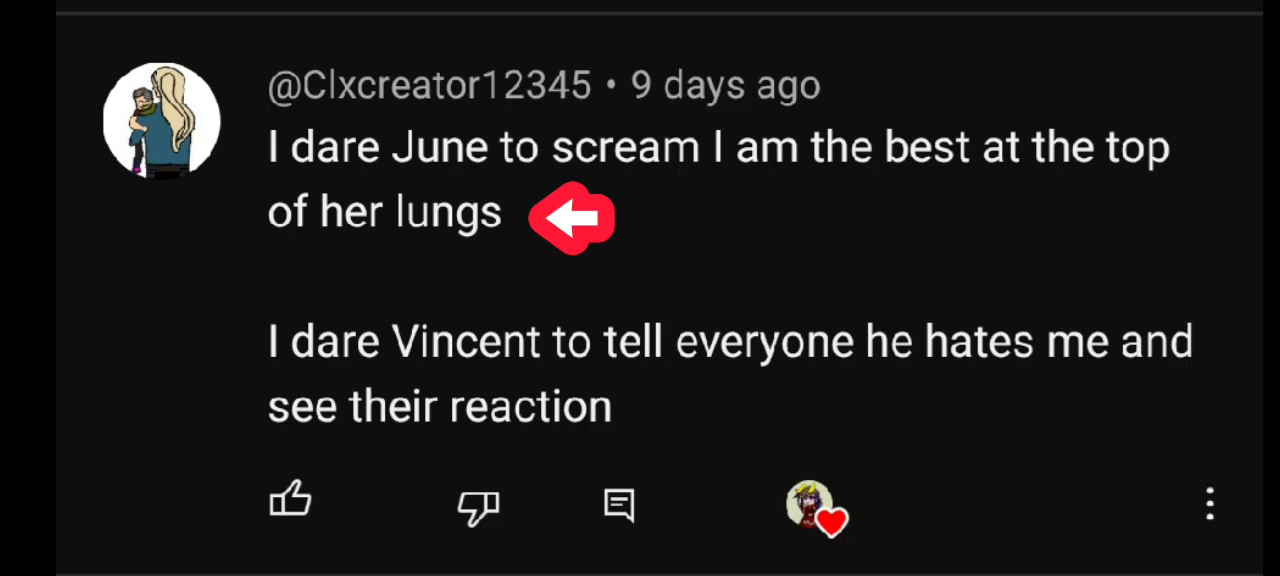 @Clxcreator12345 • 9 days ago
I dare June to scream I am the best at the top
of her lungs
I dare Vincent to tell everyone he hates me and
see their reaction